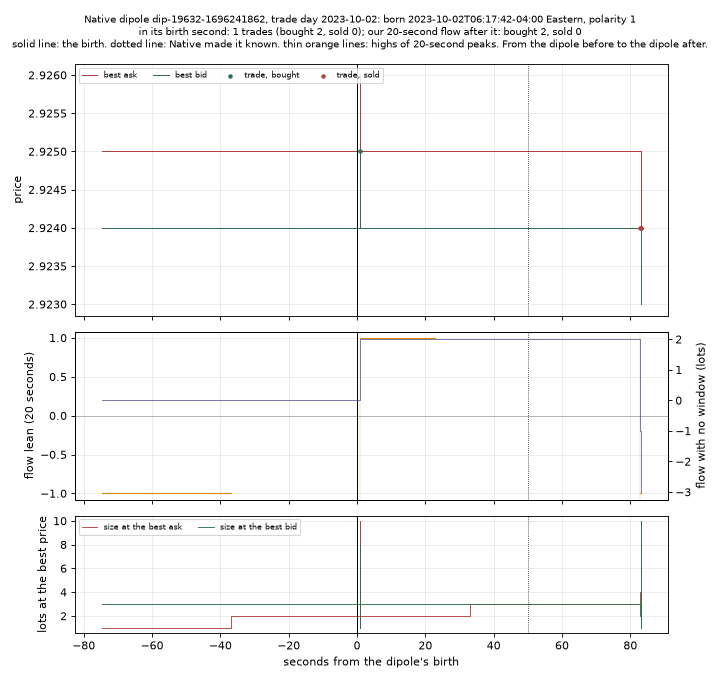 Native dipole dip-19632-1696241862, trade day 2023-10-02: born 2023-10-02T06:17:42-04:00 Eastern, polarity 1
in its birth second: 1 trades (bought 2, sold 0); our 20-second flow after it: bought 2, sold 0
solid line: the birth. dotted line: Native made it known. thin orange lines: highs of 20-second peaks. From the dipole before to the dipole after.
best ask best bid trade, bought trade, sold
2.9260
2.9255
2.9250
2.9245
2.9240
2.9235
2.9230
price
1.0
0.5
0.0
−0.5
−1.0
flow lean (20 seconds)
2
1
0
−1
−2
−3
flow with no window (lots)
size at the best ask size at the best bid
10
8
6
4
2
lots at the best price
−80 −60 −40 −20 0 20 40 60 80
seconds from the dipole's birth